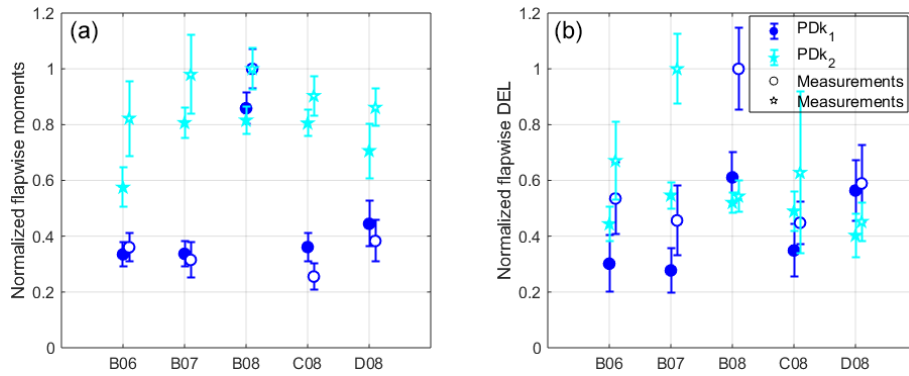 (a)
Normalized flapwise moments
1.2
1
0.8
0.6
0.4
0.2
0
B06 B07 B08 C08 D08
(b)
Normalized flapwise DEL
1.2
1
0.8
0.6
0.4
0.2
0
B06 B07 B08 C08 D08
PDk1
PDk2
Measurements
Measurements